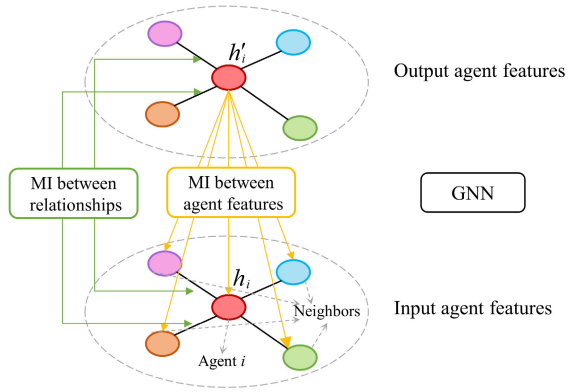 h′ᵢ
Output agent features
MI between
relationships
MI between
agent features
GNN
hᵢ
Neighbors
Input agent features
Agent i